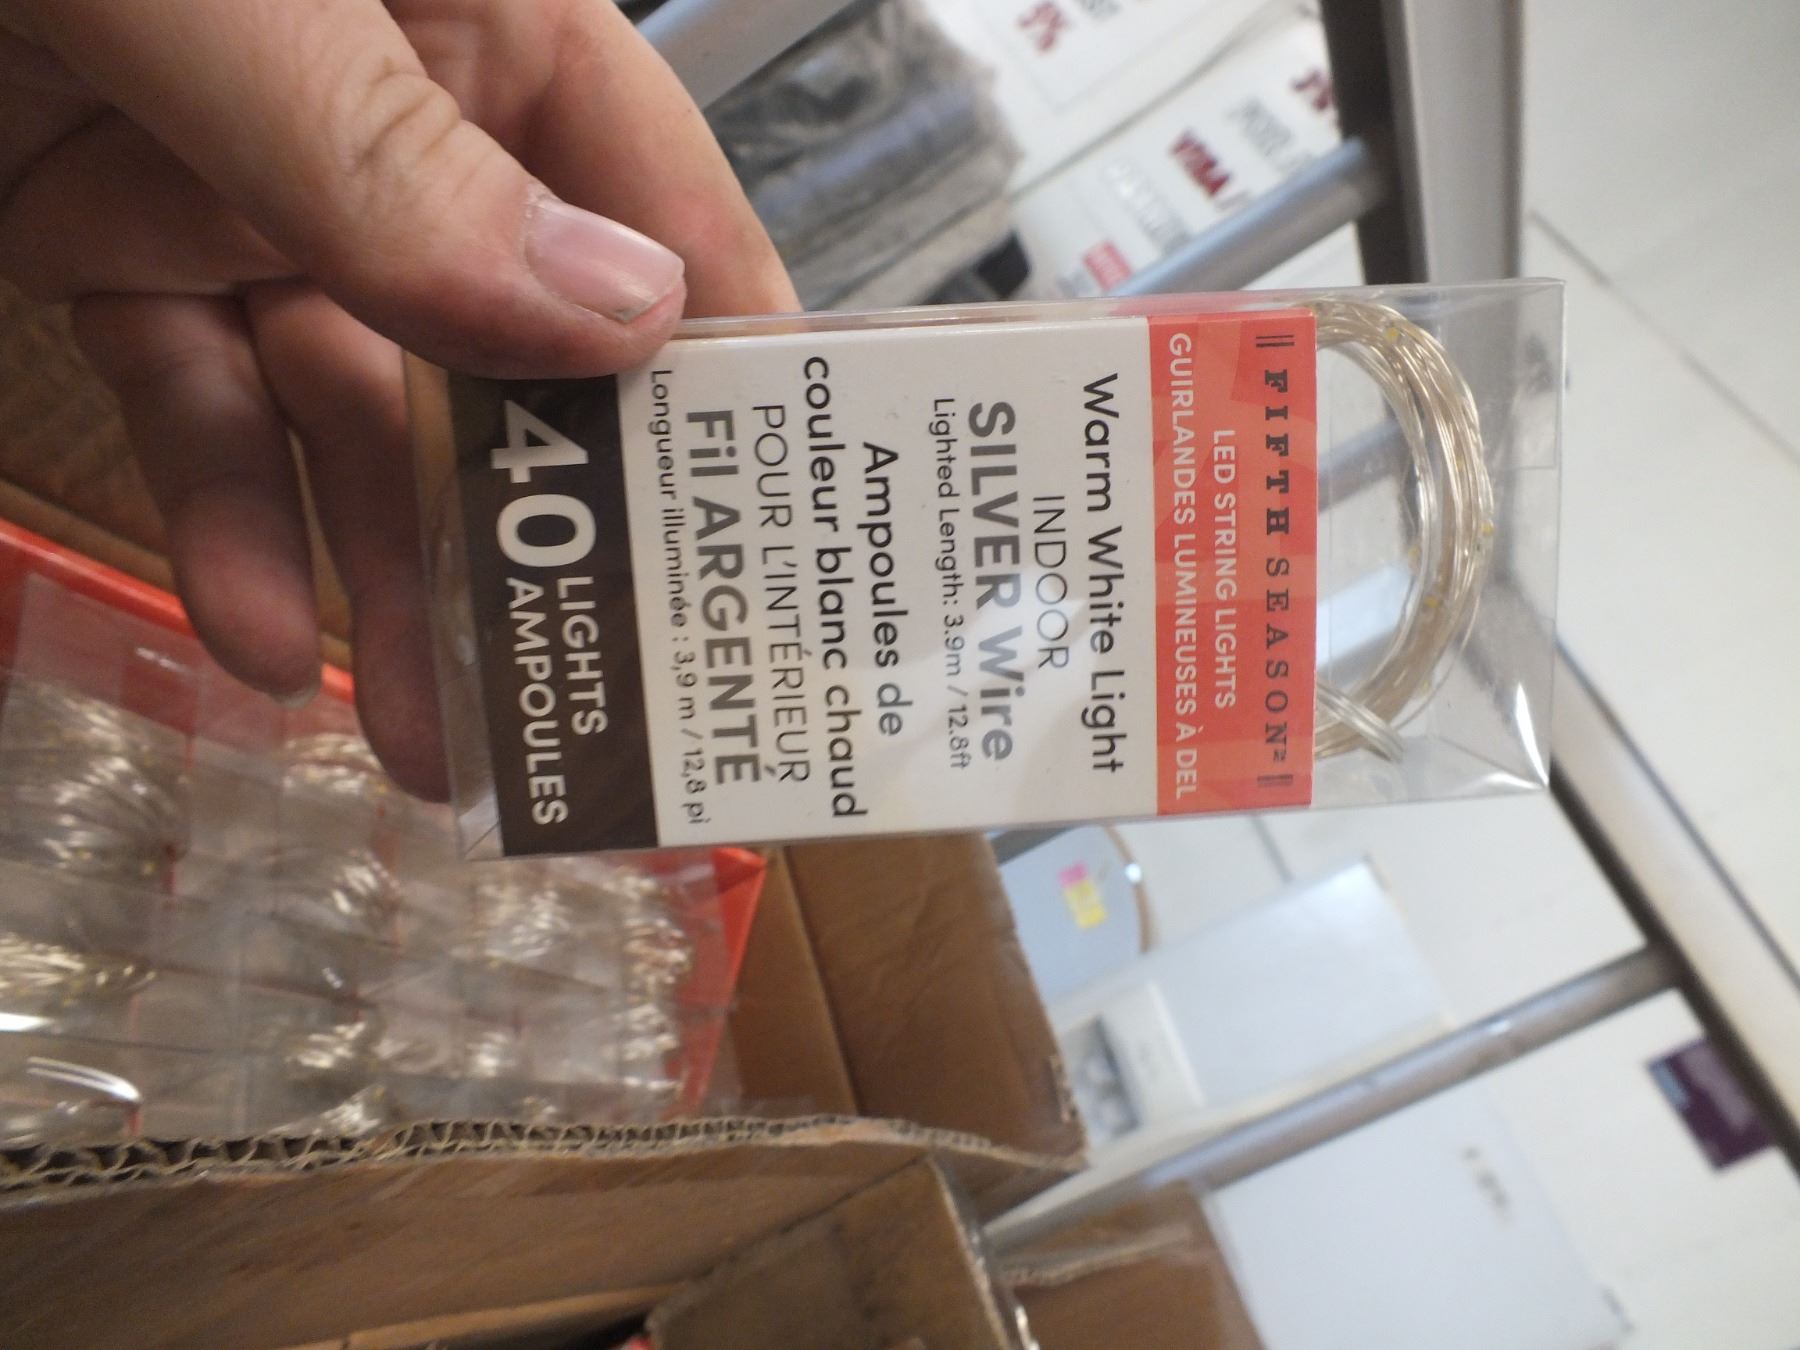 FIFTH SEASON
LED STRING LIGHTS
GUIRLANDES LUMINEUSES À DEL
Warm White Light
INDOOR
SILVER Wire
Lighted Length: 3.9m / 12.8ft
Ampoules de
couleur blanc chaud
POUR L'INTÉRIEUR
Fil ARGENTÉ
Longueur illuminée : 3,9 m / 12,8 pi
40 LIGHTS
AMPOULES